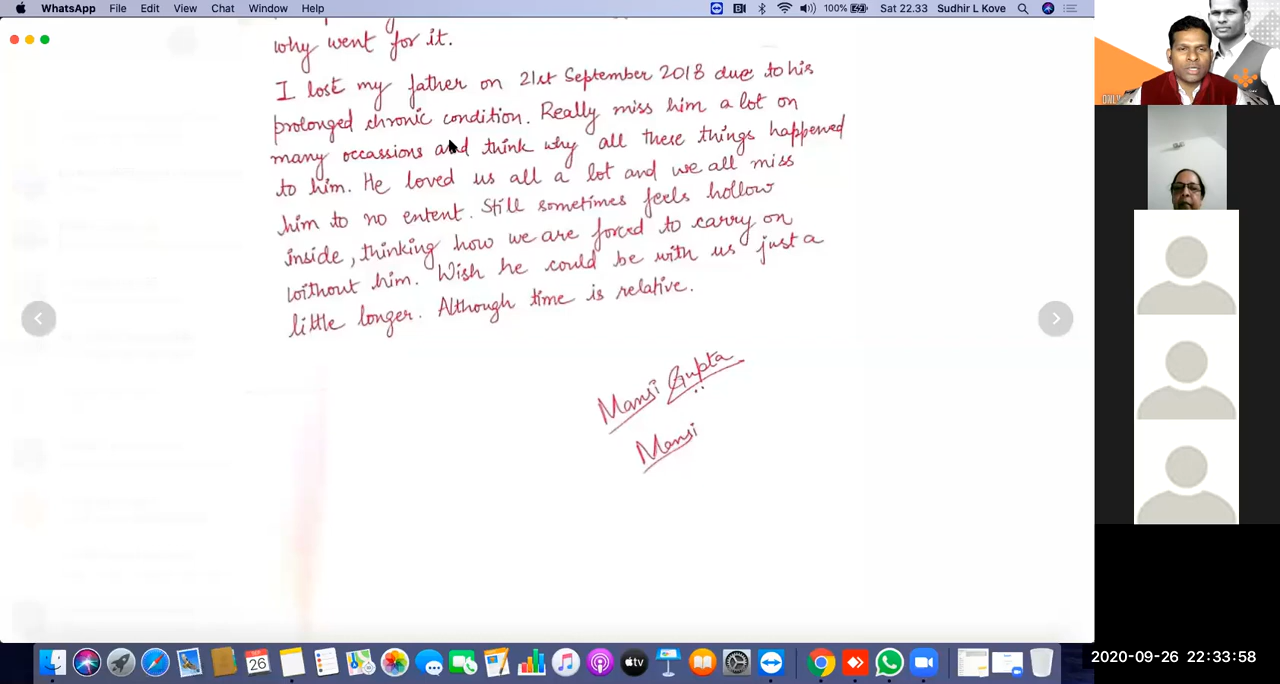 WhatsApp File Edit View Chat Window Help 100% Sat 22.33 Sudhir L Kove
why went for it.
I lost my father on 21st September 2018 due to his
prolonged chronic condition. Really miss him a lot on
many occassions and think why all these things happened
to him. He loved us all a lot and we all miss
him to no entent. Still sometimes feels hollow
inside, thinking how we are forced to carry on
without him. Wish he could be with us just a
little longer. Although time is relative.
Mansi Gupta
Mansi
ONLY
SEP
26
tv
2020-09-26 22:33:58